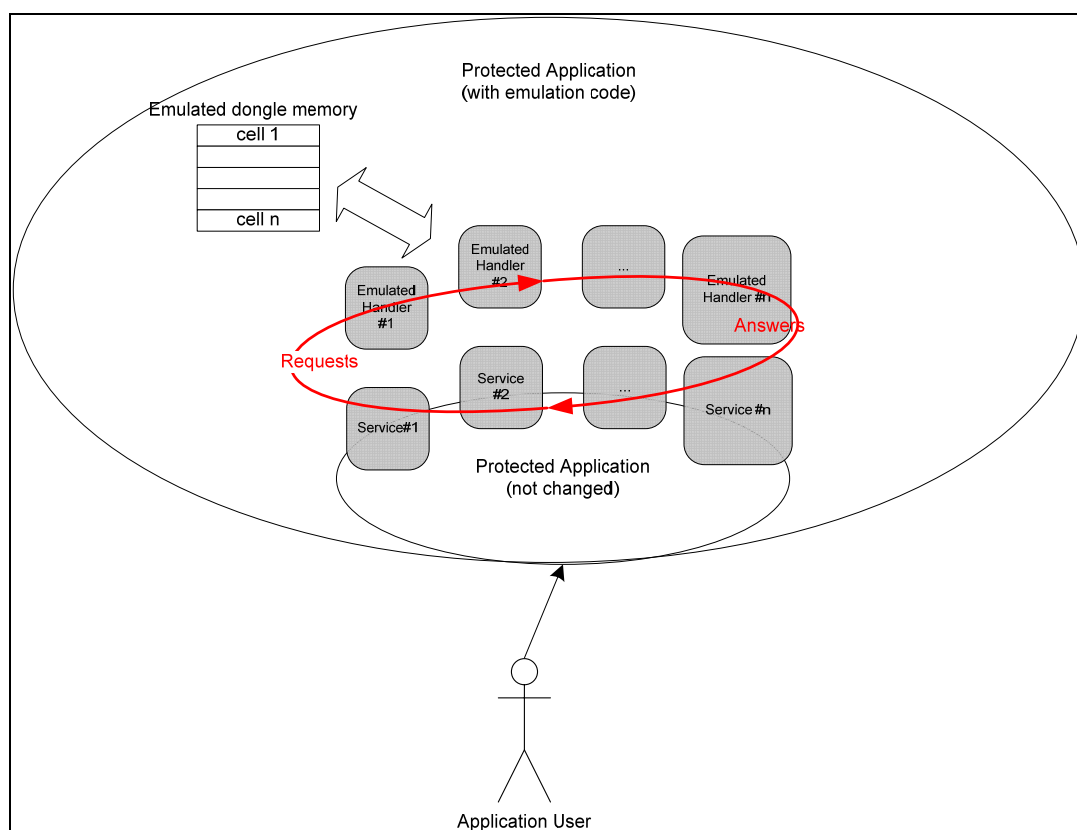 Protected Application
(with emulation code)
Emulated dongle memory
cell 1
cell n
Emulated
Handler
#1
Emulated
Handler
#2
...
Emulated
Handler #n
Requests
Answers
Service#1
Service
#2
...
Service #n
Protected Application
(not changed)
Application User